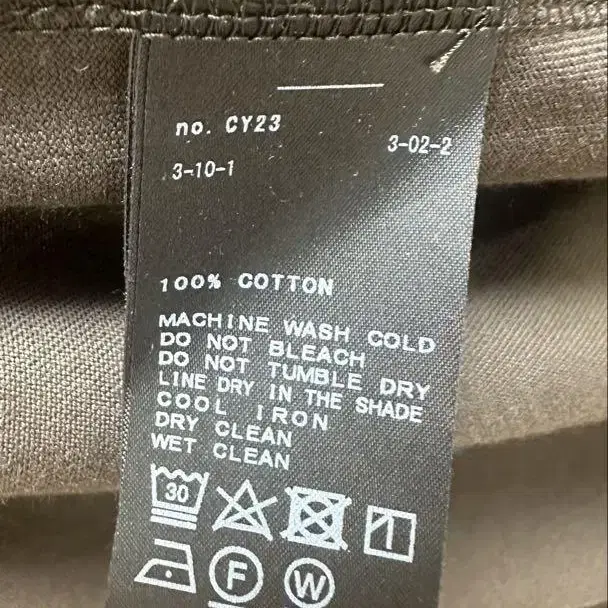 no. CY23
3-02-2
3-10-1
100% COTTON
MACHINE WASH COLD
DO NOT BLEACH
DO NOT TUMBLE DRY
LINE DRY IN THE SHADE
COOL IRON
DRY CLEAN
WET CLEAN
30
F
W